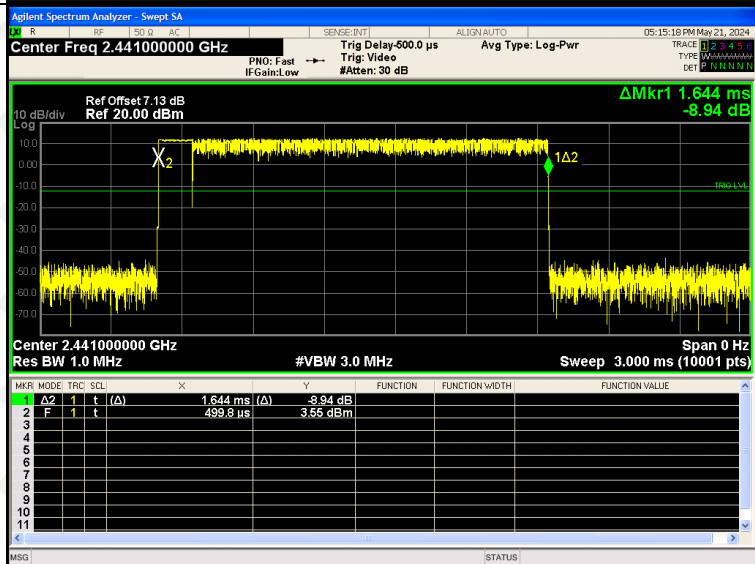 Agilent Spectrum Analyzer - Swept SA
R RF 50 Ω AC SENSE:INT ALIGN AUTO 05:15:18 PM May 21, 2024
Center Freq 2.441000000 GHz Trig Delay-500.0 µs Avg Type: Log-Pwr TRACE 1 2 3 4 5 6
PNO: Fast Trig: Video TYPE
IFGain:Low #Atten: 30 dB DET P N N N N N
ΔMkr1 1.644 ms
Ref Offset 7.13 dB
10 dB/div Ref 20.00 dBm -8.94 dB
Log
10.0
0.00
-10.0
-20.0
-30.0
-40.0
-50.0
-60.0
-70.0
X2
1Δ2
TRIG LVL
Center 2.441000000 GHz Span 0 Hz
Res BW 1.0 MHz #VBW 3.0 MHz Sweep 3.000 ms (10001 pts)
MKR MODE TRC SCL X Y FUNCTION FUNCTION WIDTH FUNCTION VALUE
1 Δ2 1 t (Δ) 1.644 ms (Δ) -8.94 dB
2 F 1 t 499.8 µs 3.55 dBm
3
4
5
6
7
8
9
10
11
MSG STATUS